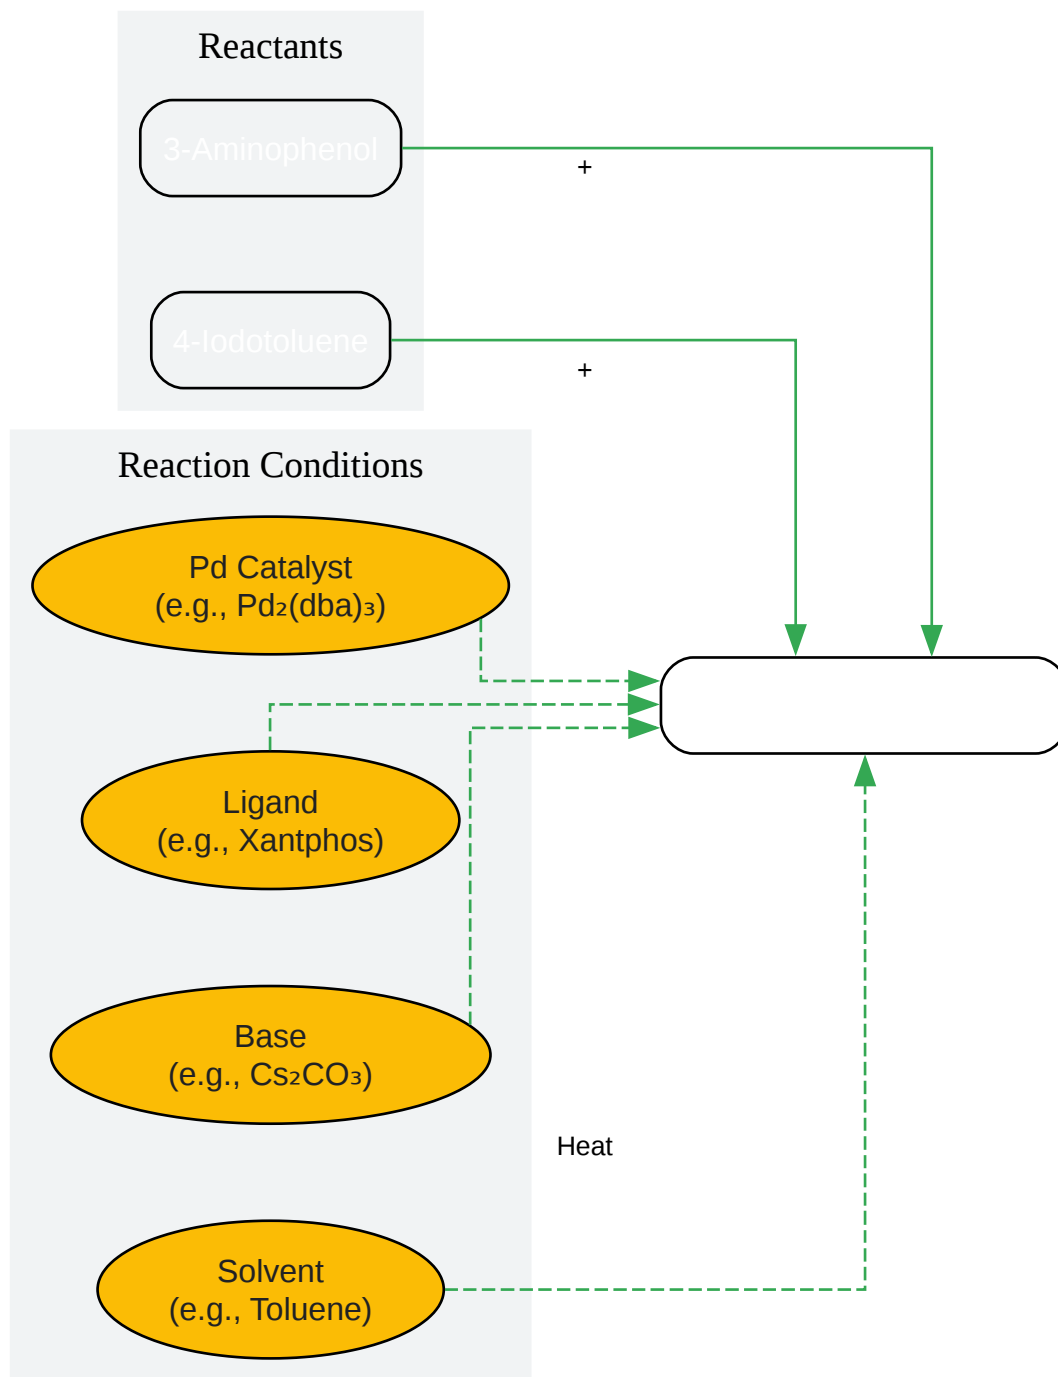 Reactants
3-Aminophenol
+
4-Iodotoluene
+
Reaction Conditions
Pd Catalyst
(e.g., Pd₂(dba)₃)
Ligand
(e.g., Xantphos)
Base
(e.g., Cs₂CO₃)
Heat
Solvent
(e.g., Toluene)